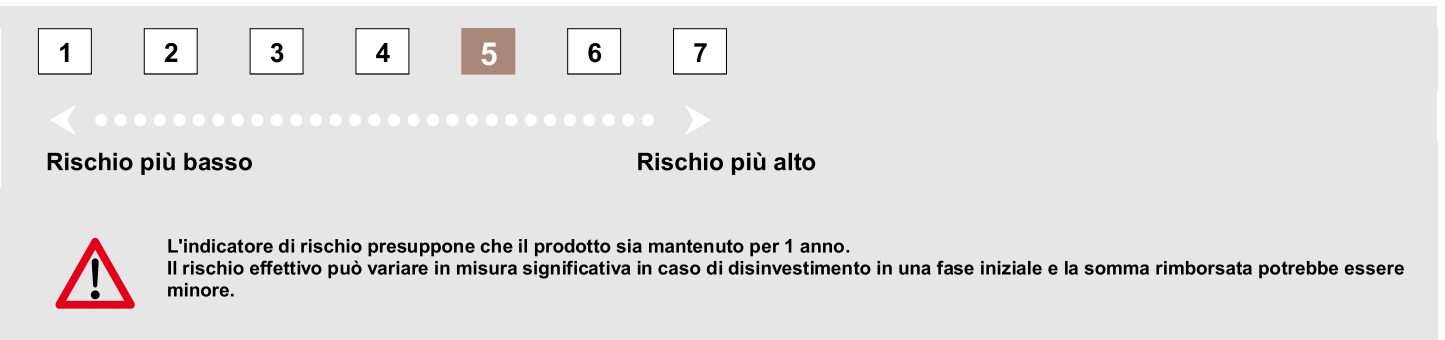 1 2 3 4 5 6 7
Rischio più basso Rischio più alto
L'indicatore di rischio presuppone che il prodotto sia mantenuto per 1 anno.
Il rischio effettivo può variare in misura significativa in caso di disinvestimento in una fase iniziale e la somma rimborsata potrebbe essere
minore.